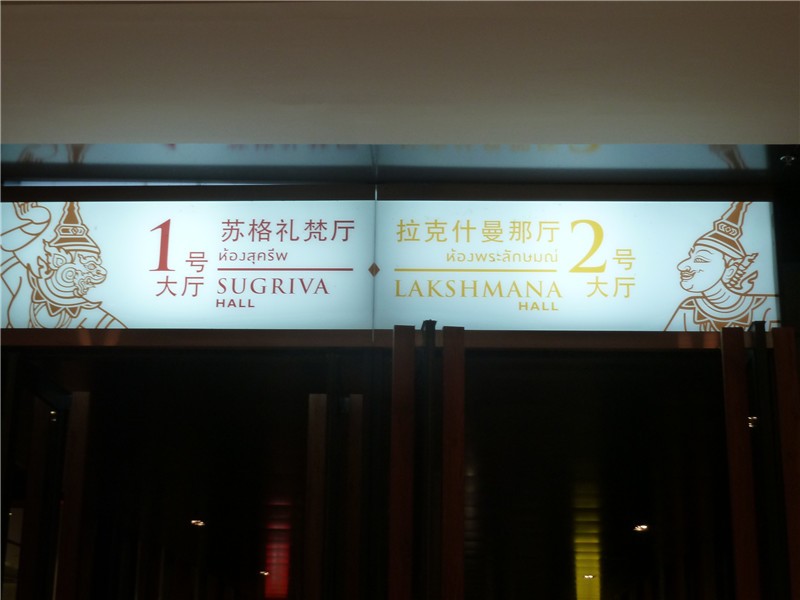 1号
大厅
苏格礼梵厅
ห้องสุครีพ
SUGRIVA
HALL
拉克什曼那厅
ห้องพระลักษมณ์
LAKSHMANA
HALL
2号
大厅